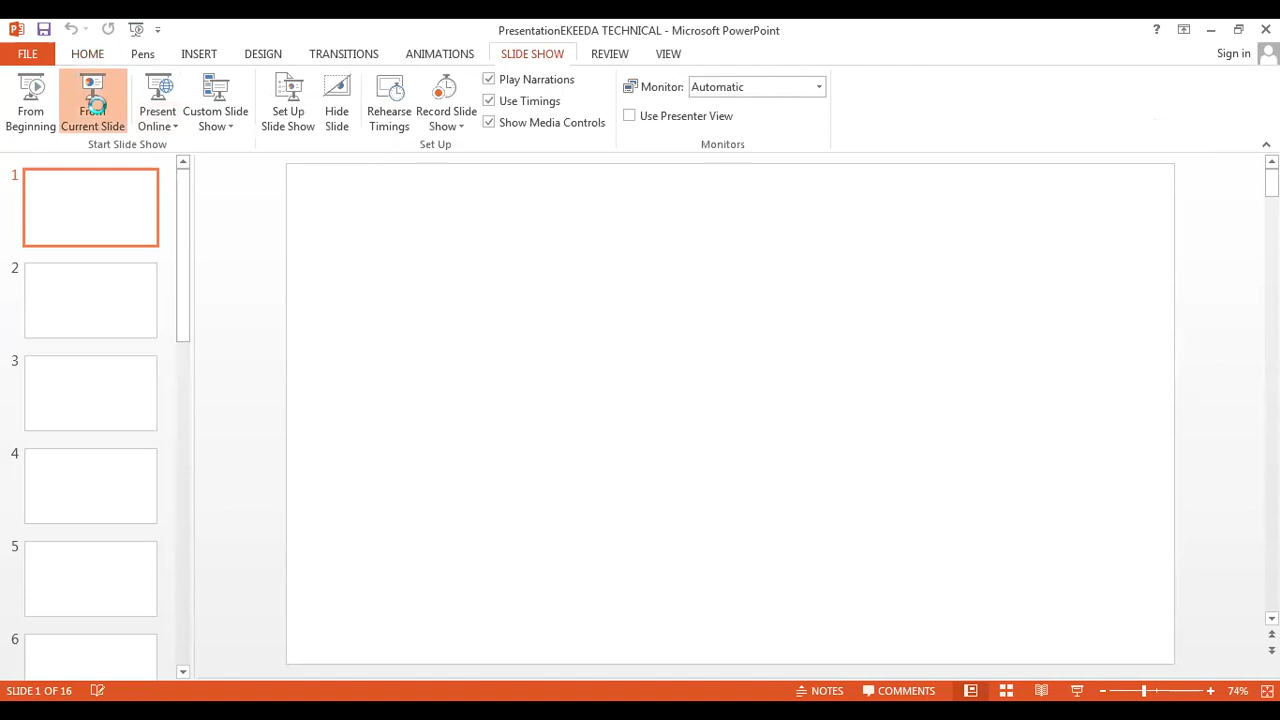 PresentationEKEEDA TECHNICAL - Microsoft PowerPoint
?
FILE HOME Pens INSERT DESIGN TRANSITIONS ANIMATIONS SLIDE SHOW REVIEW VIEW Sign in
From Beginning
From Current Slide
Present Online
Custom Slide Show
Set Up Slide Show
Hide Slide
Rehearse Timings
Record Slide Show
Play Narrations
Use Timings
Show Media Controls
Monitor: Automatic
Use Presenter View
Start Slide Show Set Up Monitors
1
2
3
4
5
6
SLIDE 1 OF 16 NOTES COMMENTS 74%